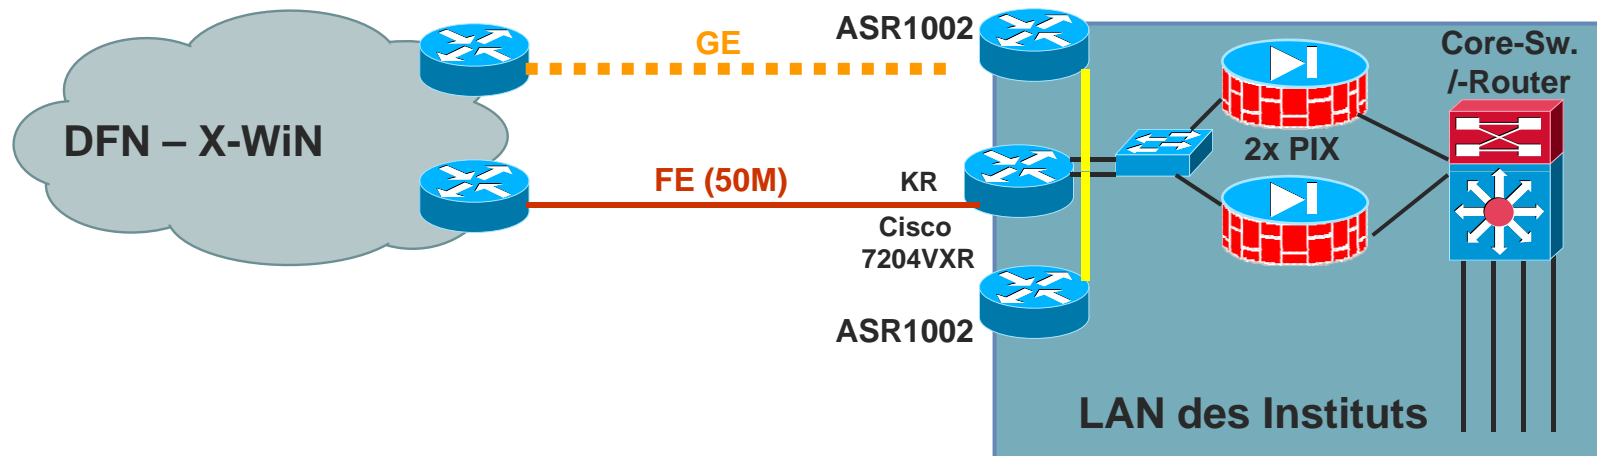 DFN – X-WiN
GE
FE (50M)
ASR1002
KR
Cisco
7204VXR
ASR1002
2x PIX
Core-Sw.
/-Router
LAN des Instituts